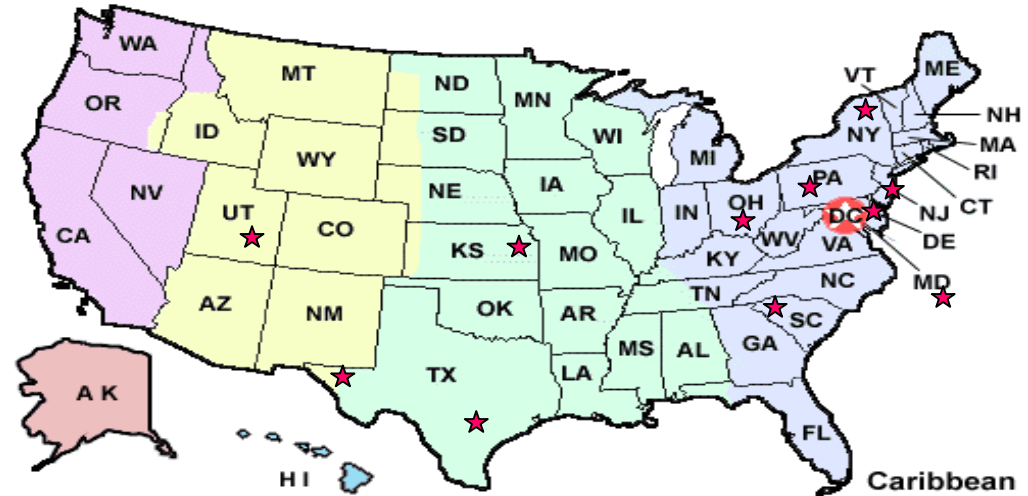 WA
MT
ND
MN
VT
ME
OR
ID
SD
WI
MI
NY
NH
MA
RI
CT
WY
NE
IA
PA
NJ
NV
UT
CO
IL
IN
OH
DC
DE
CA
KS
MO
WV
VA
KY
MD
AZ
NM
OK
AR
TN
NC
SC
TX
LA
MS
AL
GA
A K
FL
H I
Caribbean